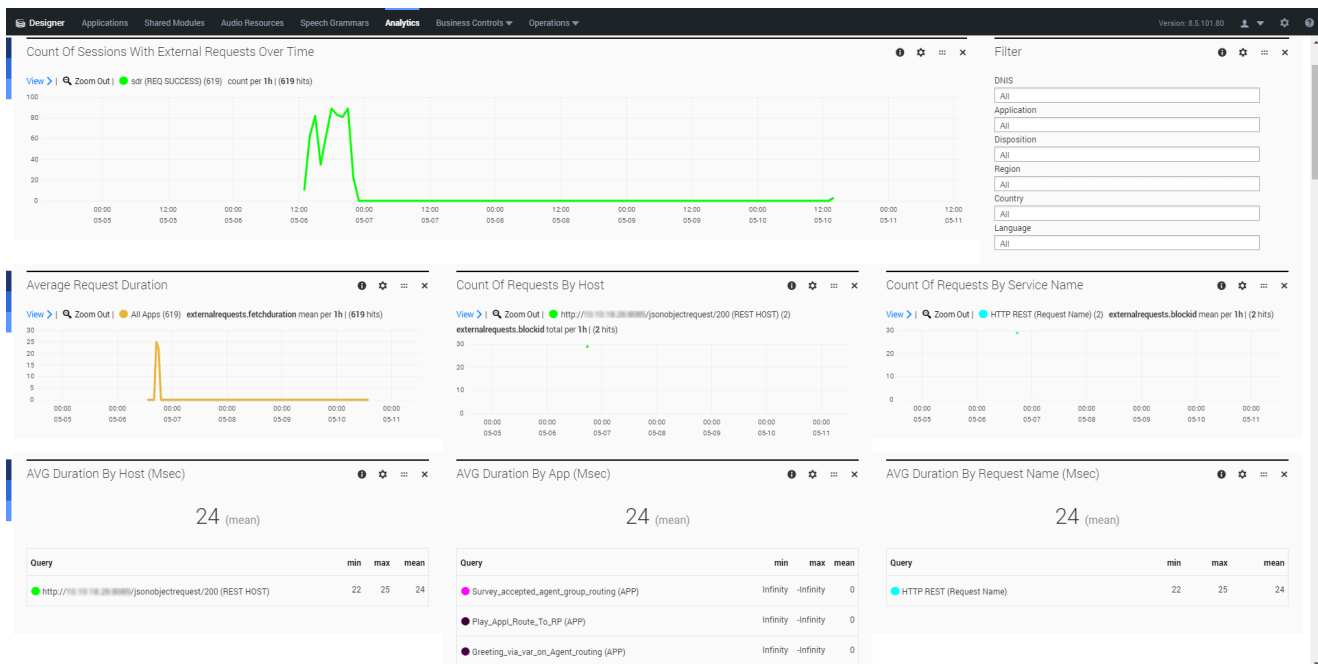 Designer Applications Shared Modules Audio Resources Speech Grammars Analytics Business Controls Operations Version: 8.5.101.80
Count Of Sessions With External Requests Over Time
View > | Zoom Out | sdr (REQ SUCCESS) (619) count per 1h | (619 hits)
100
80
60
40
20
0
00:00 12:00 00:00 12:00 00:00 12:00 00:00 12:00 00:00 12:00 00:00 12:00 00:00 12:00
05-05 05-05 05-06 05-06 05-07 05-07 05-08 05-08 05-09 05-09 05-10 05-10 05-11 05-11
Filter
DNIS
All
Application
All
Disposition
All
Region
All
Country
All
Language
All
Average Request Duration
View > | Zoom Out | All Apps (619) externalrequests.fetchduration mean per 1h | (619 hits)
30
25
20
15
10
5
0
00:00 00:00 00:00 00:00 00:00 00:00 00:00
05-05 05-06 05-07 05-08 05-09 05-10 05-11
Count Of Requests By Host
View > | Zoom Out | http:// /jsonobjectrequest/200 (REST HOST) (2)
externalrequests.blockid total per 1h | (2 hits)
30
20
10
0
00:00 00:00 00:00 00:00 00:00 00:00 00:00
05-05 05-06 05-07 05-08 05-09 05-10 05-11
Count Of Requests By Service Name
View > | Zoom Out | HTTP REST (Request Name) (2) externalrequests.blockid mean per 1h | (2 hits)
30
20
10
0
00:00 00:00 00:00 00:00 00:00 00:00 00:00
05-05 05-06 05-07 05-08 05-09 05-10 05-11
AVG Duration By Host (Msec)
24 (mean)
Query min max mean
http:// /jsonobjectrequest/200 (REST HOST) 22 25 24
AVG Duration By App (Msec)
24 (mean)
Query min max mean
Survey_accepted_agent_group_routing (APP) Infinity -Infinity 0
Play_Appl_Route_To_RP (APP) Infinity -Infinity 0
Greeting_via_var_on_Agent_routing (APP) Infinity -Infinity 0
AVG Duration By Request Name (Msec)
24 (mean)
Query min max mean
HTTP REST (Request Name) 22 25 24